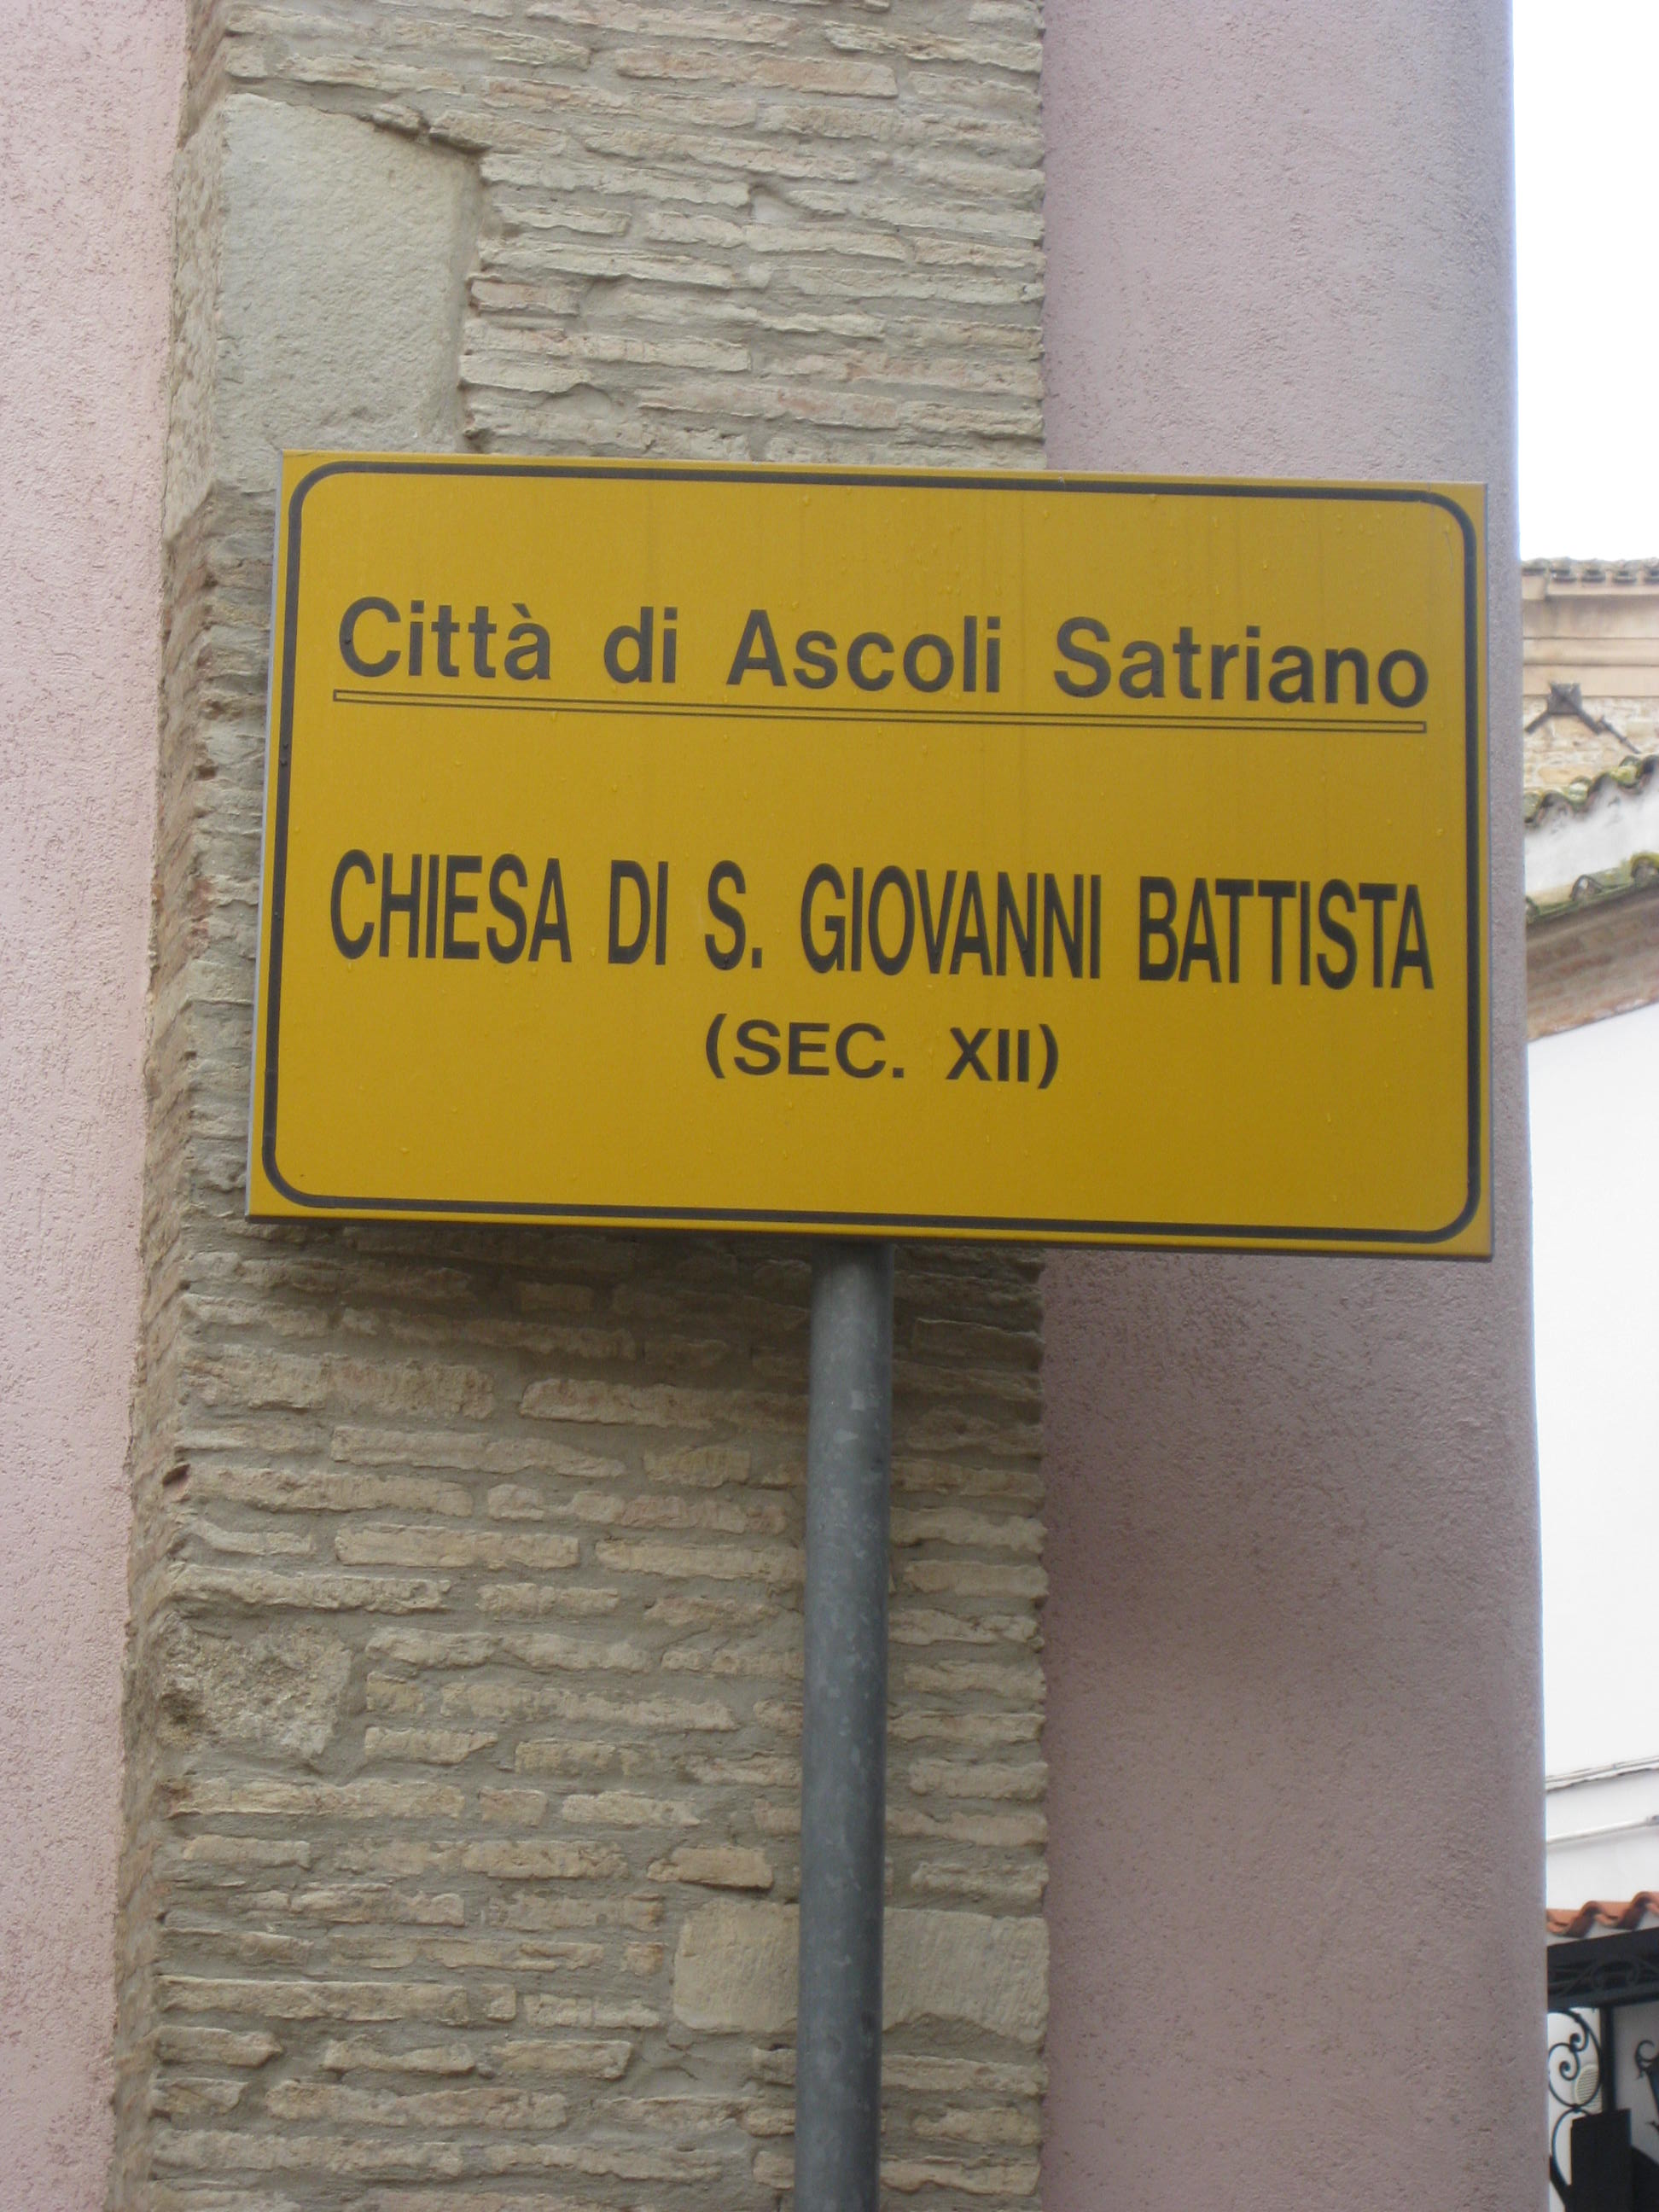 Città di Ascoli Satriano
CHIESA DI S. GIOVANNI BATTISTA
(SEC. XII)